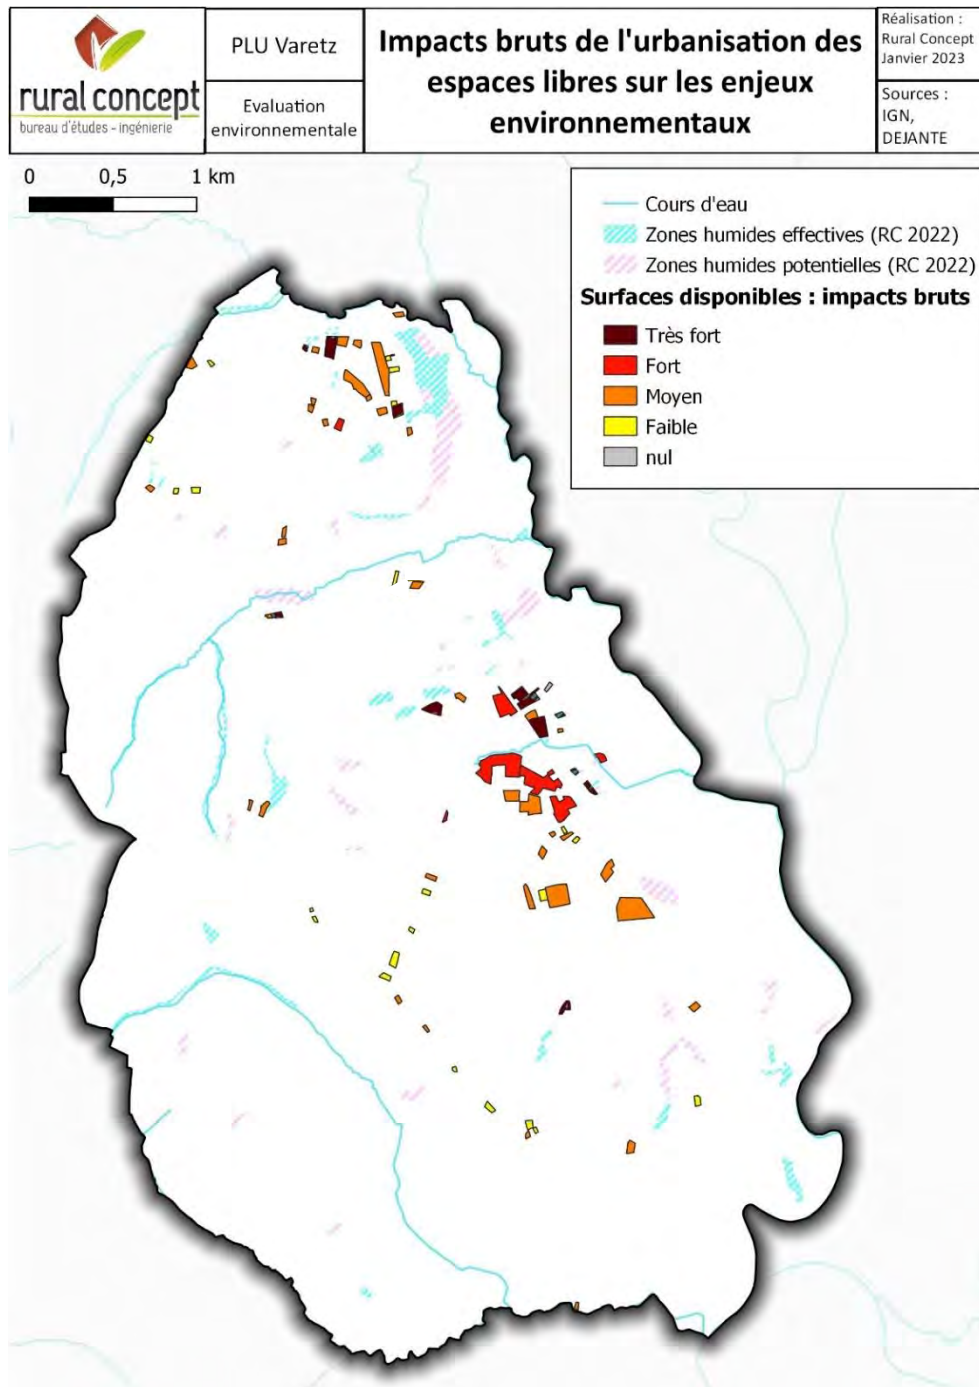 rural concept
bureau d'études - ingénierie
PLU Varetz
Evaluation
environnementale
Impacts bruts de l'urbanisation des
espaces libres sur les enjeux
environnementaux
Réalisation :
Rural Concept
Janvier 2023
Sources :
IGN,
DEJANTE
0 0,5 1 km
Cours d'eau
Zones humides effectives (RC 2022)
Zones humides potentielles (RC 2022)
Surfaces disponibles : impacts bruts
Très fort
Fort
Moyen
Faible
nul